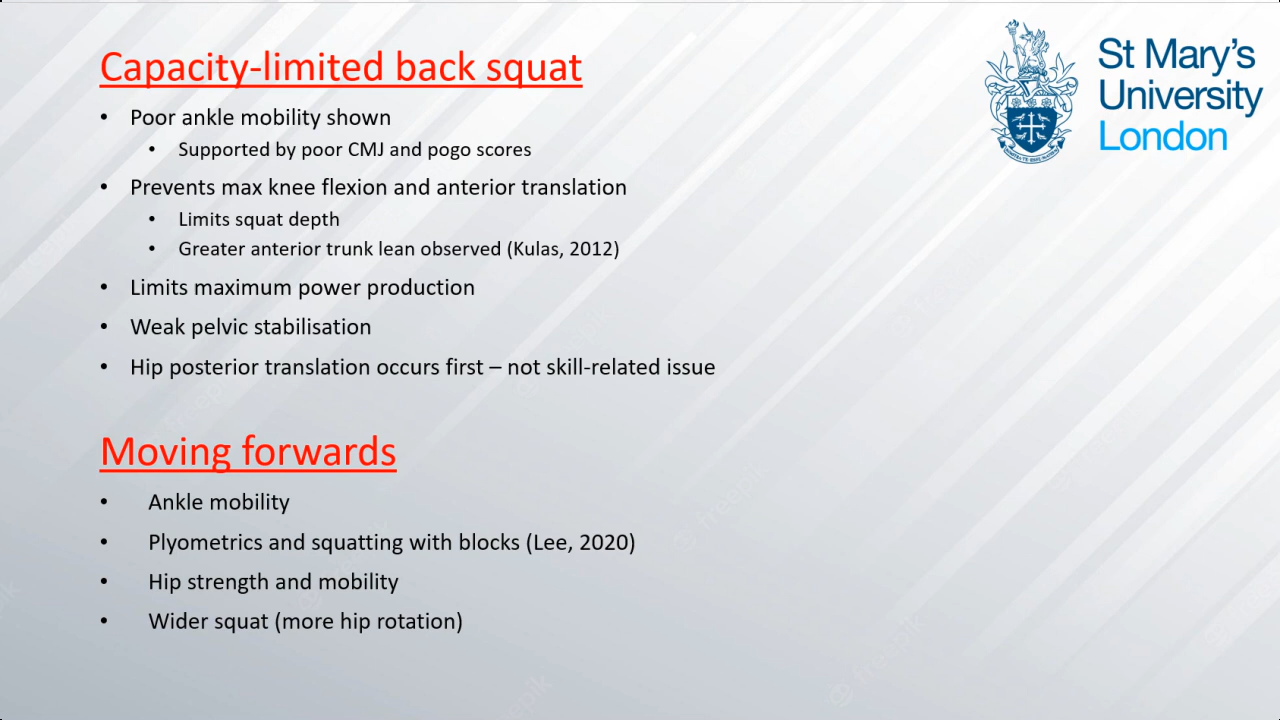 Capacity-limited back squat
• Poor ankle mobility shown
• Supported by poor CMJ and pogo scores
• Prevents max knee flexion and anterior translation
• Limits squat depth
• Greater anterior trunk lean observed (Kulas, 2012)
• Limits maximum power production
• Weak pelvic stabilisation
• Hip posterior translation occurs first – not skill-related issue
Moving forwards
• Ankle mobility
• Plyometrics and squatting with blocks (Lee, 2020)
• Hip strength and mobility
• Wider squat (more hip rotation)
St Mary's
University
London
freepik
freepik
freepik